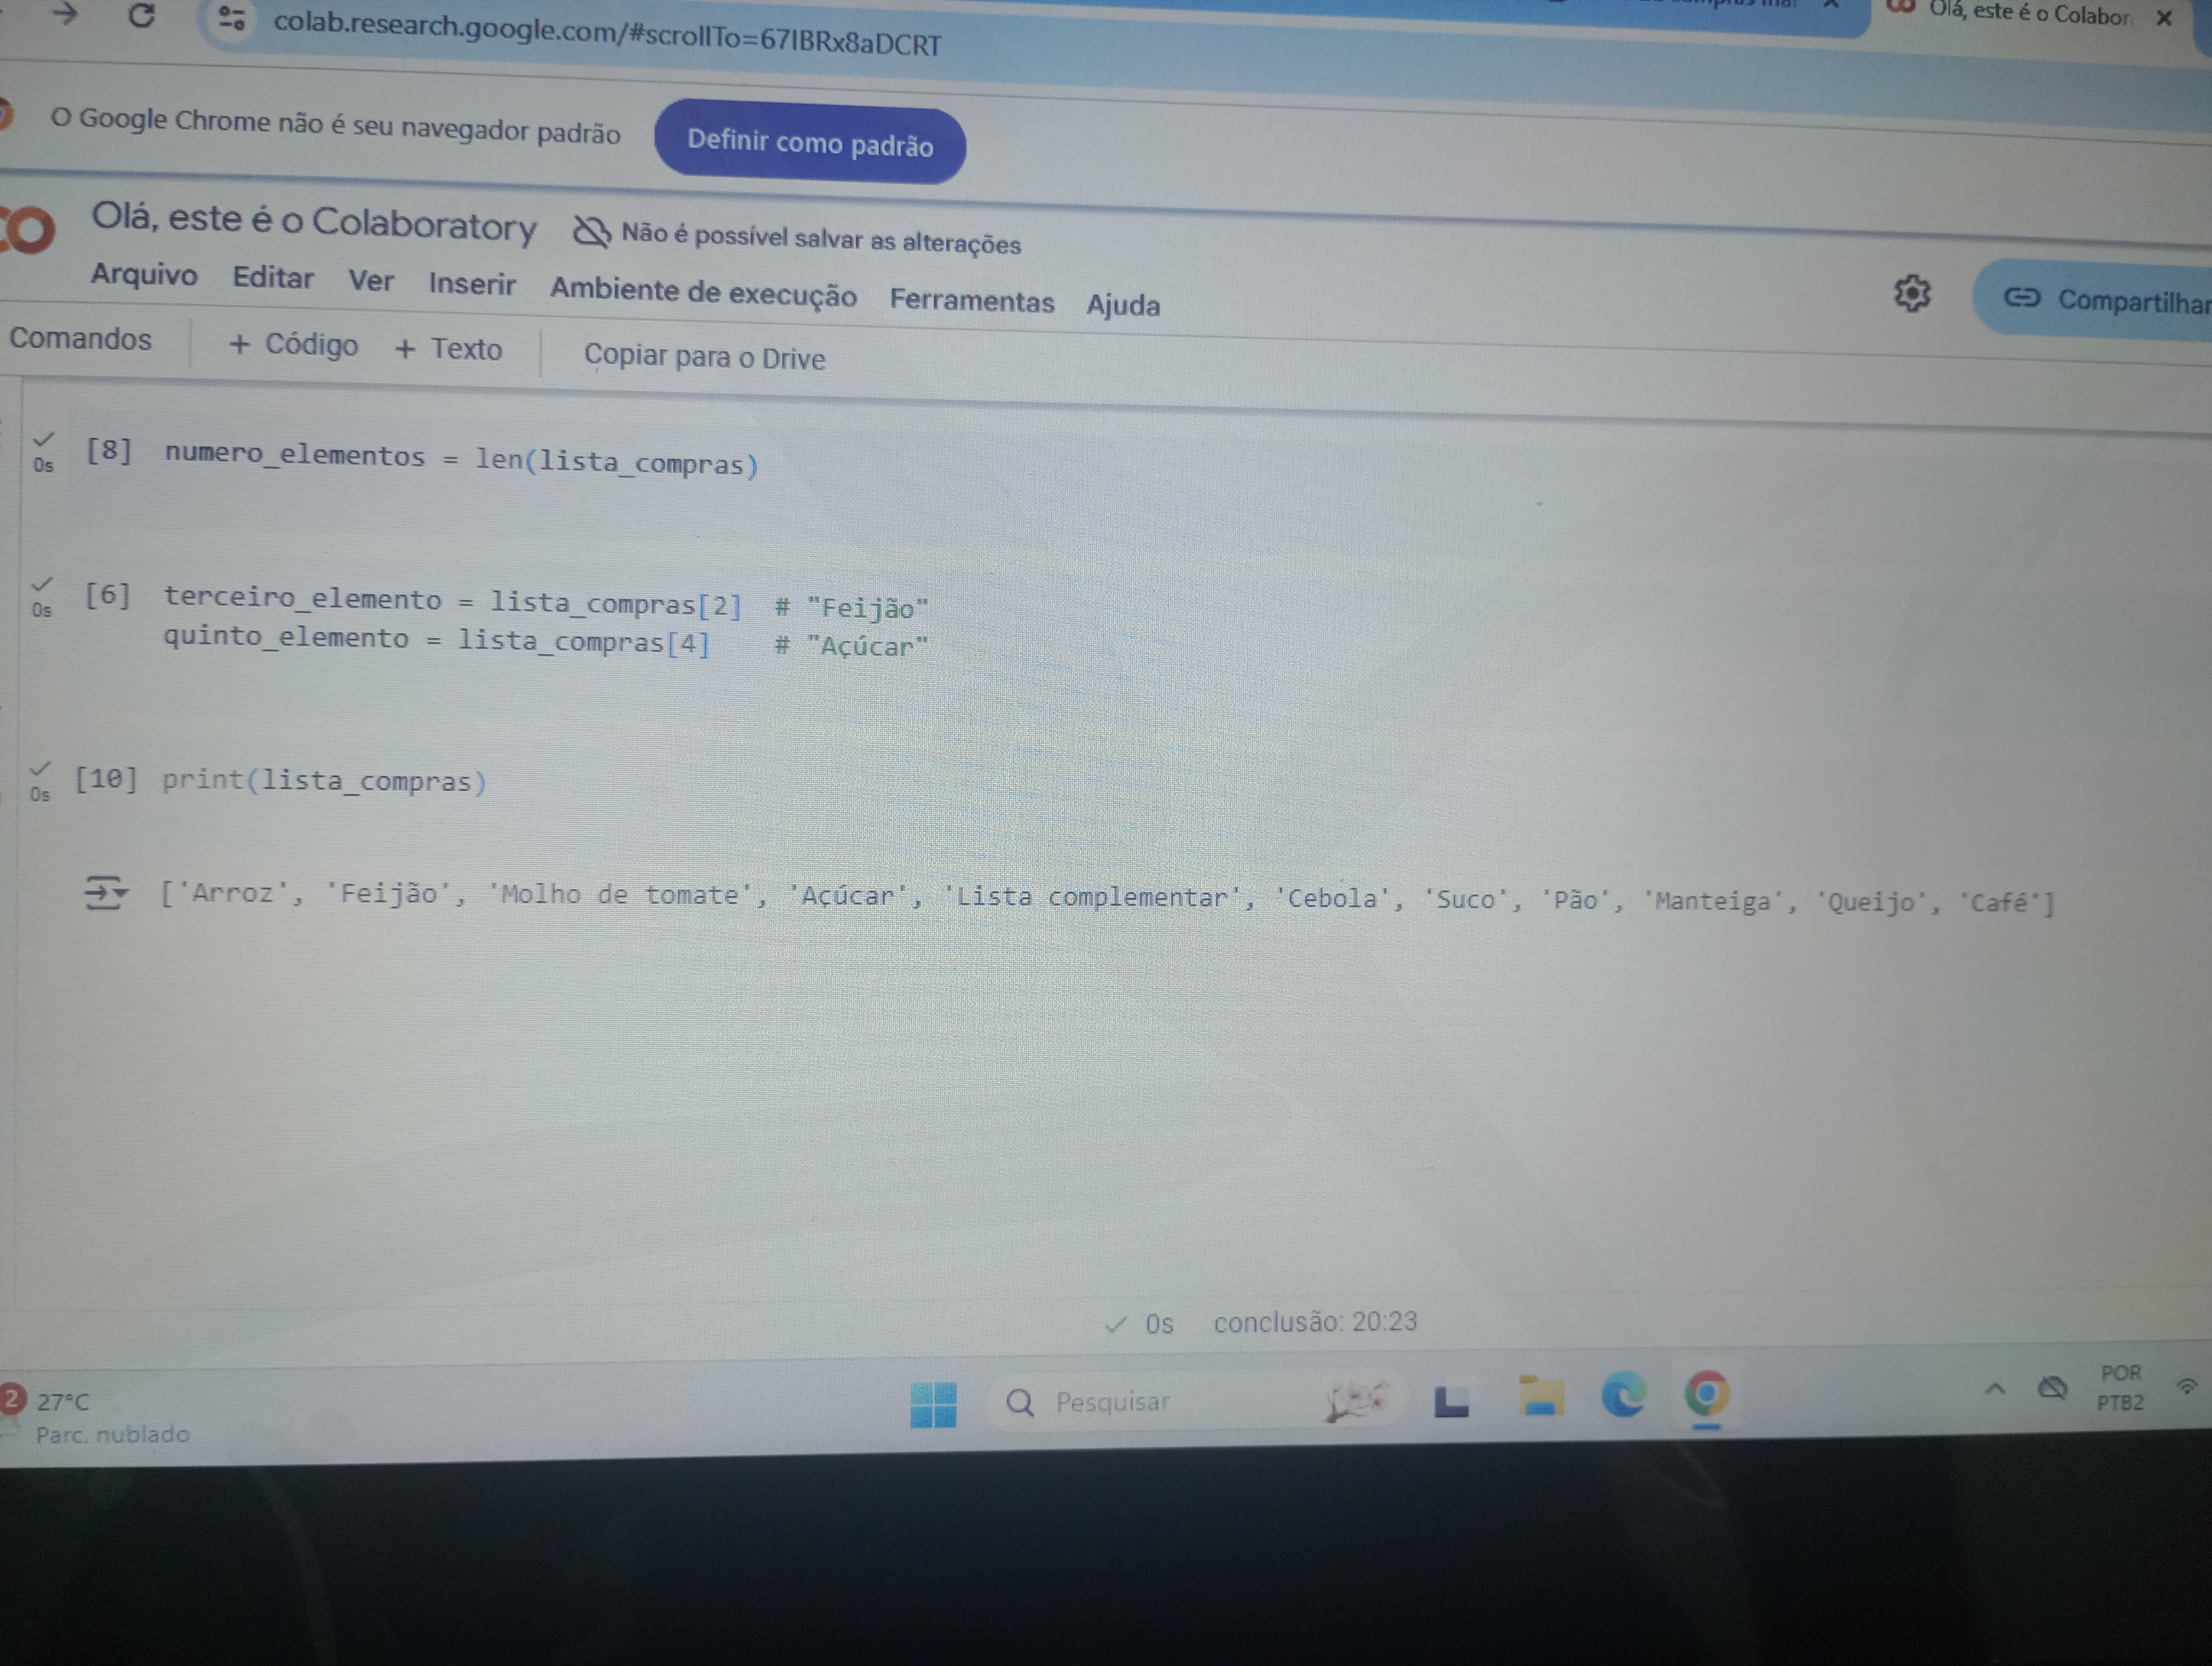 Olá, este é o Colabor
colab.research.google.com/#scrollTo=67IBRx8aDCRT
O Google Chrome não é seu navegador padrão
Definir como padrão
Olá, este é o Colaboratory
Não é possível salvar as alterações
Arquivo Editar Ver Inserir Ambiente de execução Ferramentas Ajuda
Compartilhar
Comandos + Código + Texto Copiar para o Drive
[8] numero_elementos = len(lista_compras)
0s
[6] terceiro_elemento = lista_compras[2] # "Feijão"
0s
quinto_elemento = lista_compras[4] # "Açúcar"
[10] print(lista_compras)
0s
['Arroz', 'Feijão', 'Molho de tomate', 'Açúcar', 'Lista complementar', 'Cebola', 'Suco', 'Pão', 'Manteiga', 'Queijo', 'Café']
0s conclusão: 20:23
2
27°C
Parc. nublado
Pesquisar
POR
PTB2